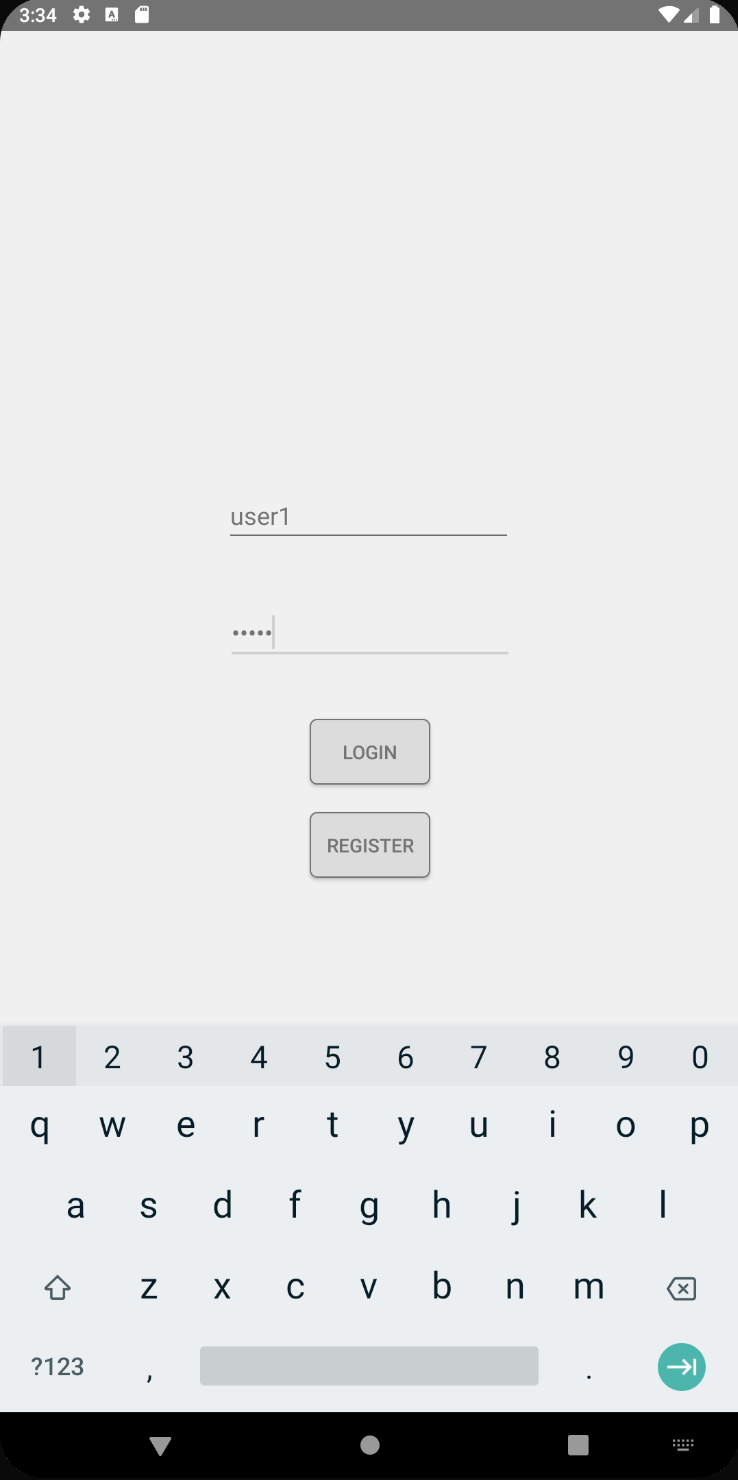 3:34
user1
•••••
LOGIN
REGISTER
1 2 3 4 5 6 7 8 9 0
q w e r t y u i o p
a s d f g h j k l
z x c v b n m
?123 , .